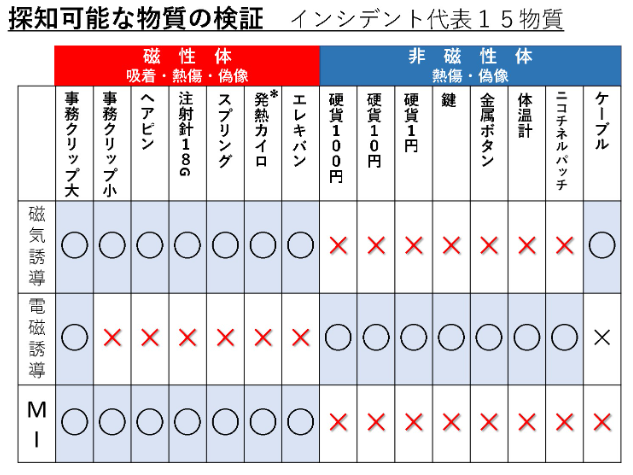 探知可能な物質の検証 インシデント代表15物質
磁性体
吸着・熱傷・偽像
非磁性体
熱傷・偽像
事務クリップ大
事務クリップ小
ヘアピン
注射針18G
スプリング
発熱カイロ*
エレキバン
硬貨100円
硬貨10円
硬貨1円
鍵
金属ボタン
体温計
ニコチネルパッチ
ケーブル
磁気誘導 ○ ○ ○ ○ ○ ○ ○ × × × × × × × ○
電磁誘導 ○ × × × × × × ○ ○ ○ ○ ○ ○ ○ ×
MI ○ ○ ○ ○ ○ ○ ○ × × × × × × × ×